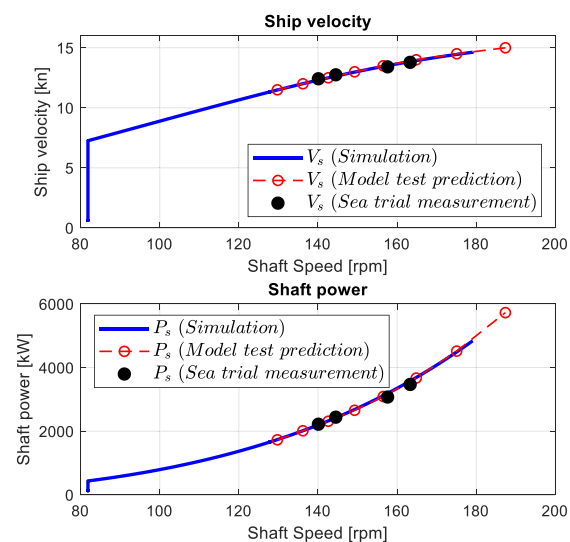 Ship velocity
15
10
5
0
Ship velocity [kn]
V_s (Simulation)
V_s (Model test prediction)
V_s (Sea trial measurement)
80 100 120 140 160 180 200
Shaft Speed [rpm]
Shaft power
6000
4000
2000
0
Shaft power [kW]
P_s (Simulation)
P_s (Model test prediction)
P_s (Sea trial measurement)
80 100 120 140 160 180 200
Shaft Speed [rpm]